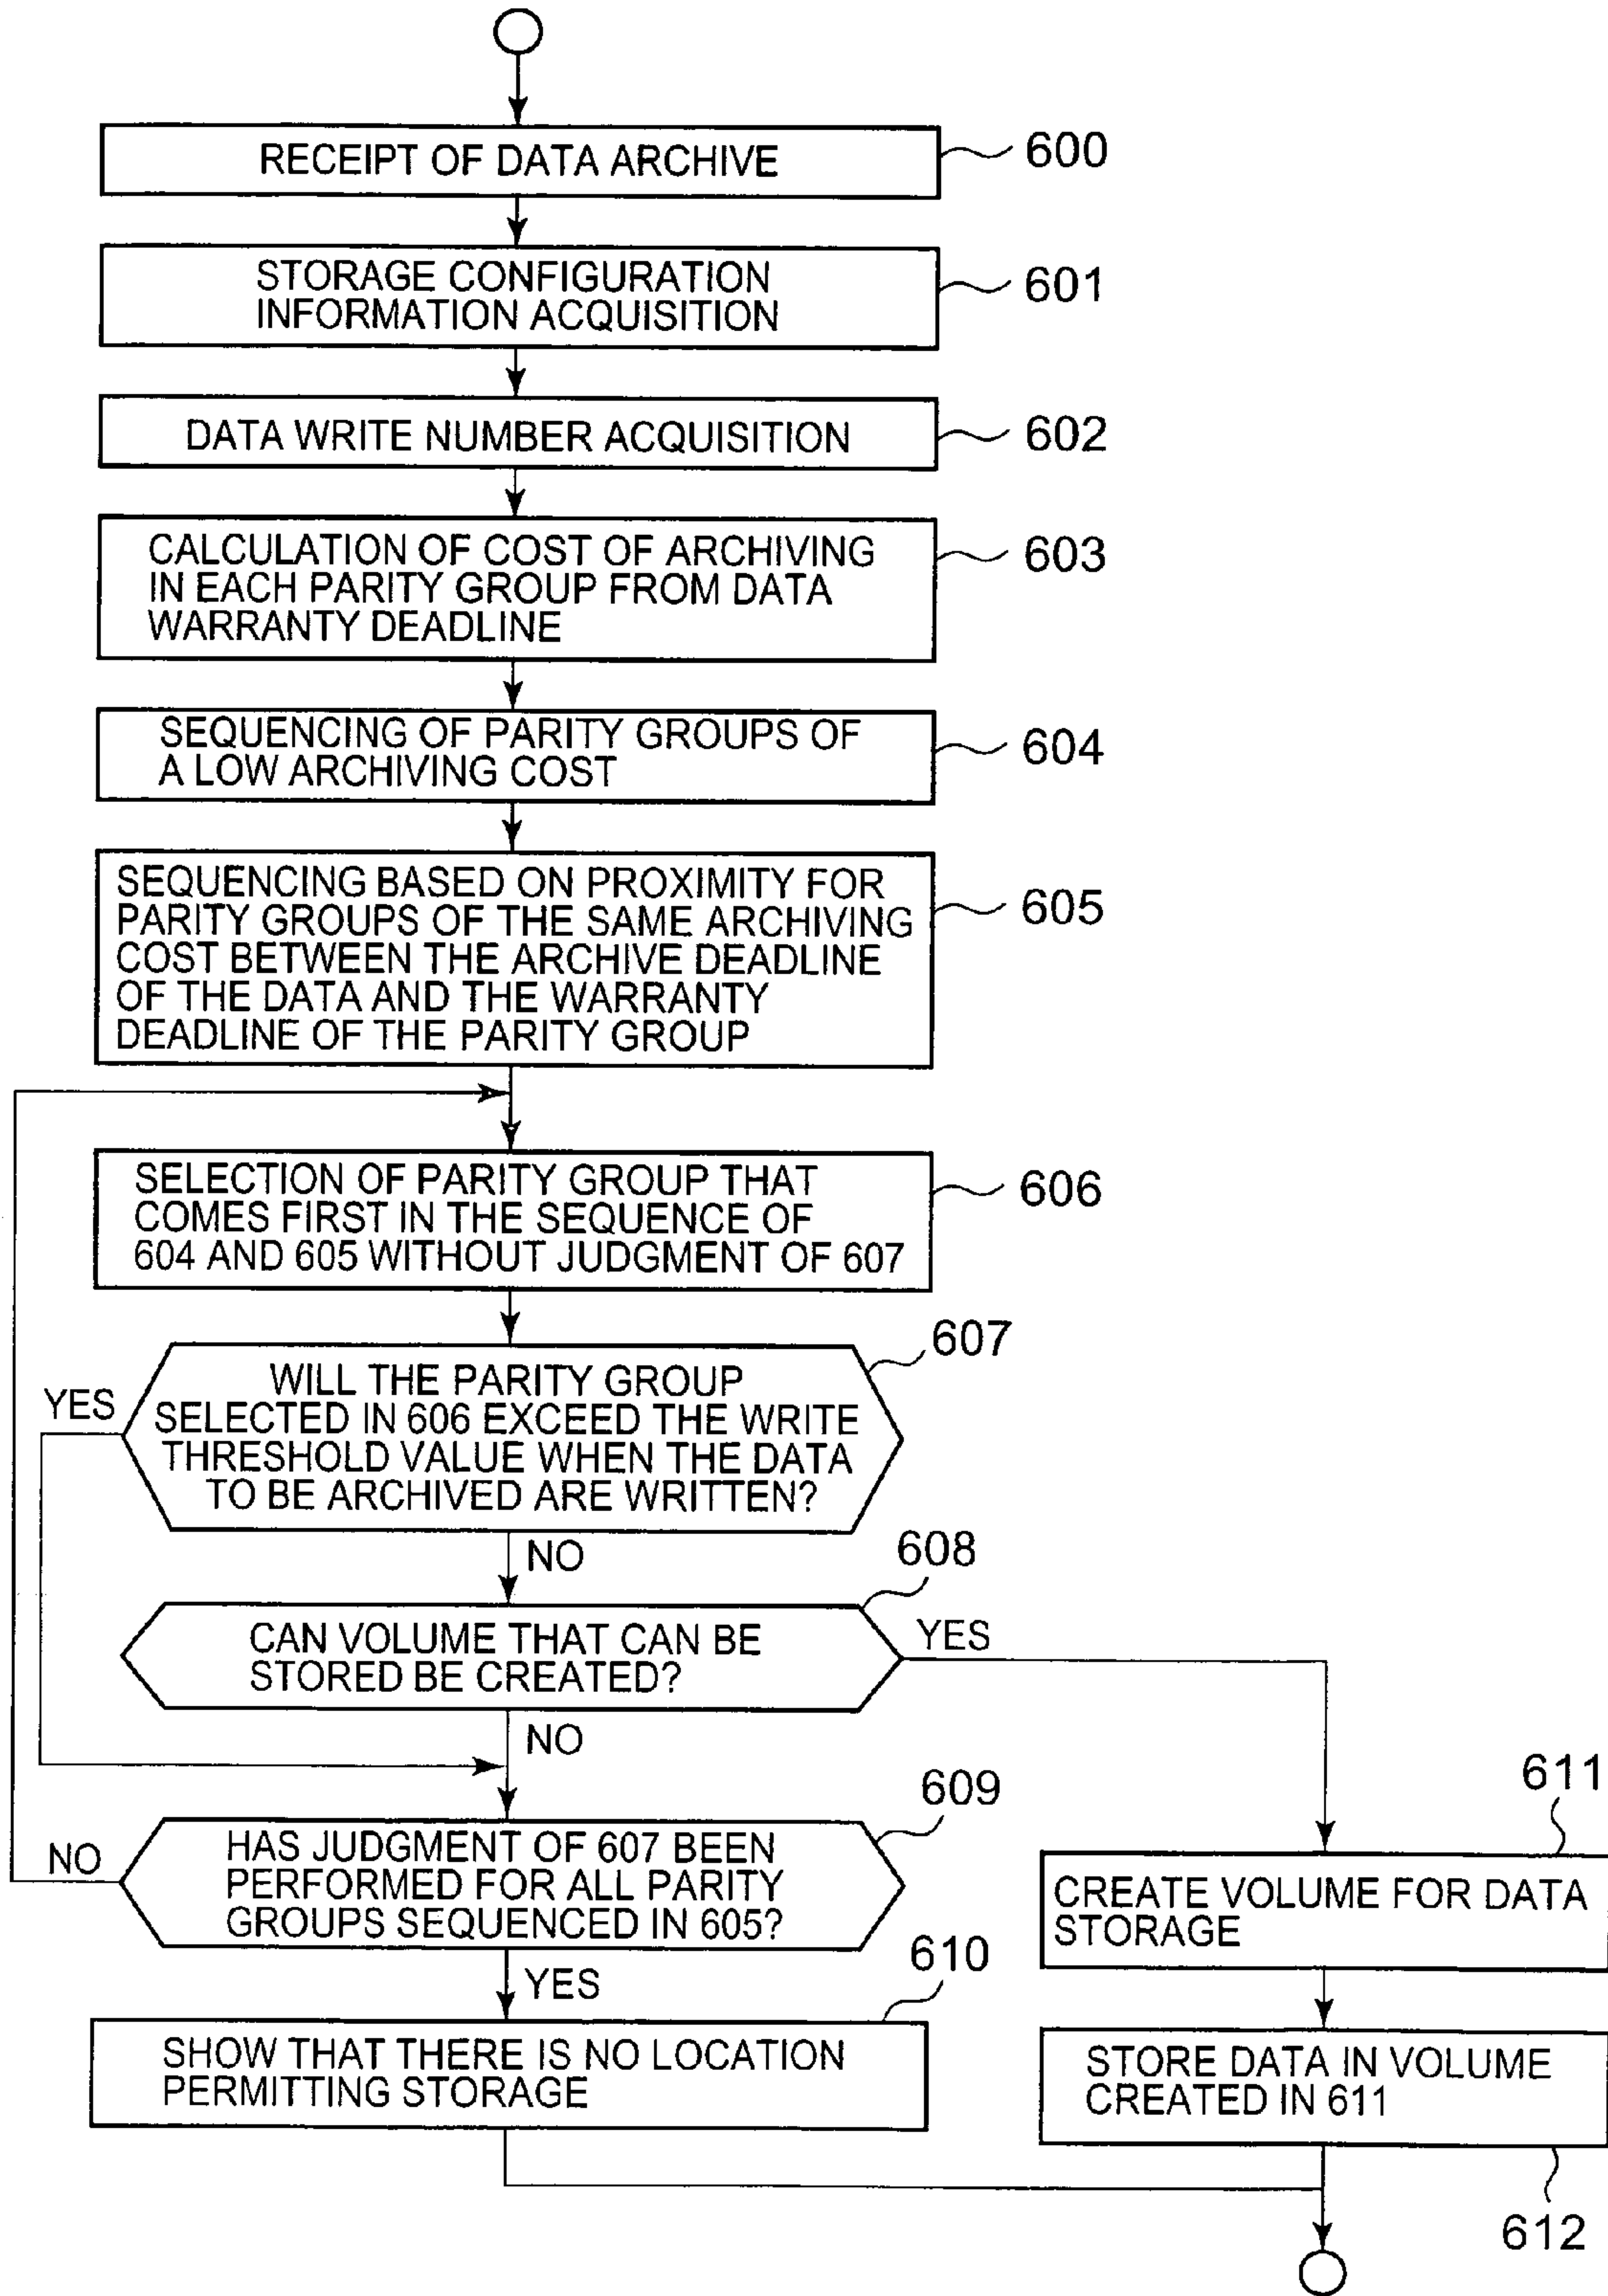 RECEIPT OF DATA ARCHIVE
600
STORAGE CONFIGURATION
INFORMATION ACQUISITION
601
DATA WRITE NUMBER ACQUISITION
602
CALCULATION OF COST OF ARCHIVING
IN EACH PARITY GROUP FROM DATA
WARRANTY DEADLINE
603
SEQUENCING OF PARITY GROUPS OF
A LOW ARCHIVING COST
604
SEQUENCING BASED ON PROXIMITY FOR
PARITY GROUPS OF THE SAME ARCHIVING
COST BETWEEN THE ARCHIVE DEADLINE
OF THE DATA AND THE WARRANTY
DEADLINE OF THE PARITY GROUP
605
SELECTION OF PARITY GROUP THAT
COMES FIRST IN THE SEQUENCE OF
604 AND 605 WITHOUT JUDGMENT OF 607
606
607
YES
WILL THE PARITY GROUP
SELECTED IN 606 EXCEED THE WRITE
THRESHOLD VALUE WHEN THE DATA
TO BE ARCHIVED ARE WRITTEN?
NO
608
CAN VOLUME THAT CAN BE
STORED BE CREATED?
YES
NO
609
NO
HAS JUDGMENT OF 607 BEEN
PERFORMED FOR ALL PARITY
GROUPS SEQUENCED IN 605?
YES
610
SHOW THAT THERE IS NO LOCATION
PERMITTING STORAGE
611
CREATE VOLUME FOR DATA
STORAGE
STORE DATA IN VOLUME
CREATED IN 611
612